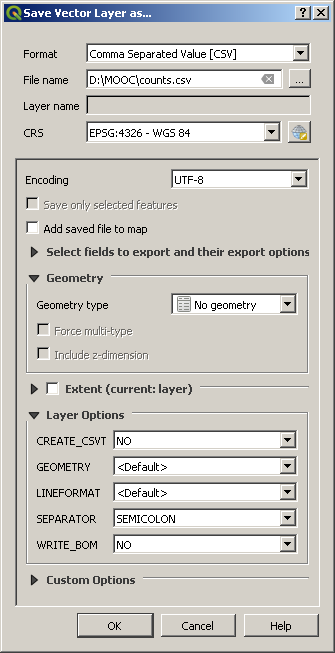 Save Vector Layer as...
Format Comma Separated Value [CSV]
File name D:\MOOC\counts.csv ...
Layer name
CRS EPSG:4326 - WGS 84
Encoding UTF-8
Save only selected features
Add saved file to map
Select fields to export and their export options
Geometry
Geometry type No geometry
Force multi-type
Include z-dimension
Extent (current: layer)
Layer Options
CREATE_CSVT NO
GEOMETRY <Default>
LINEFORMAT <Default>
SEPARATOR SEMICOLON
WRITE_BOM NO
Custom Options
OK Cancel Help